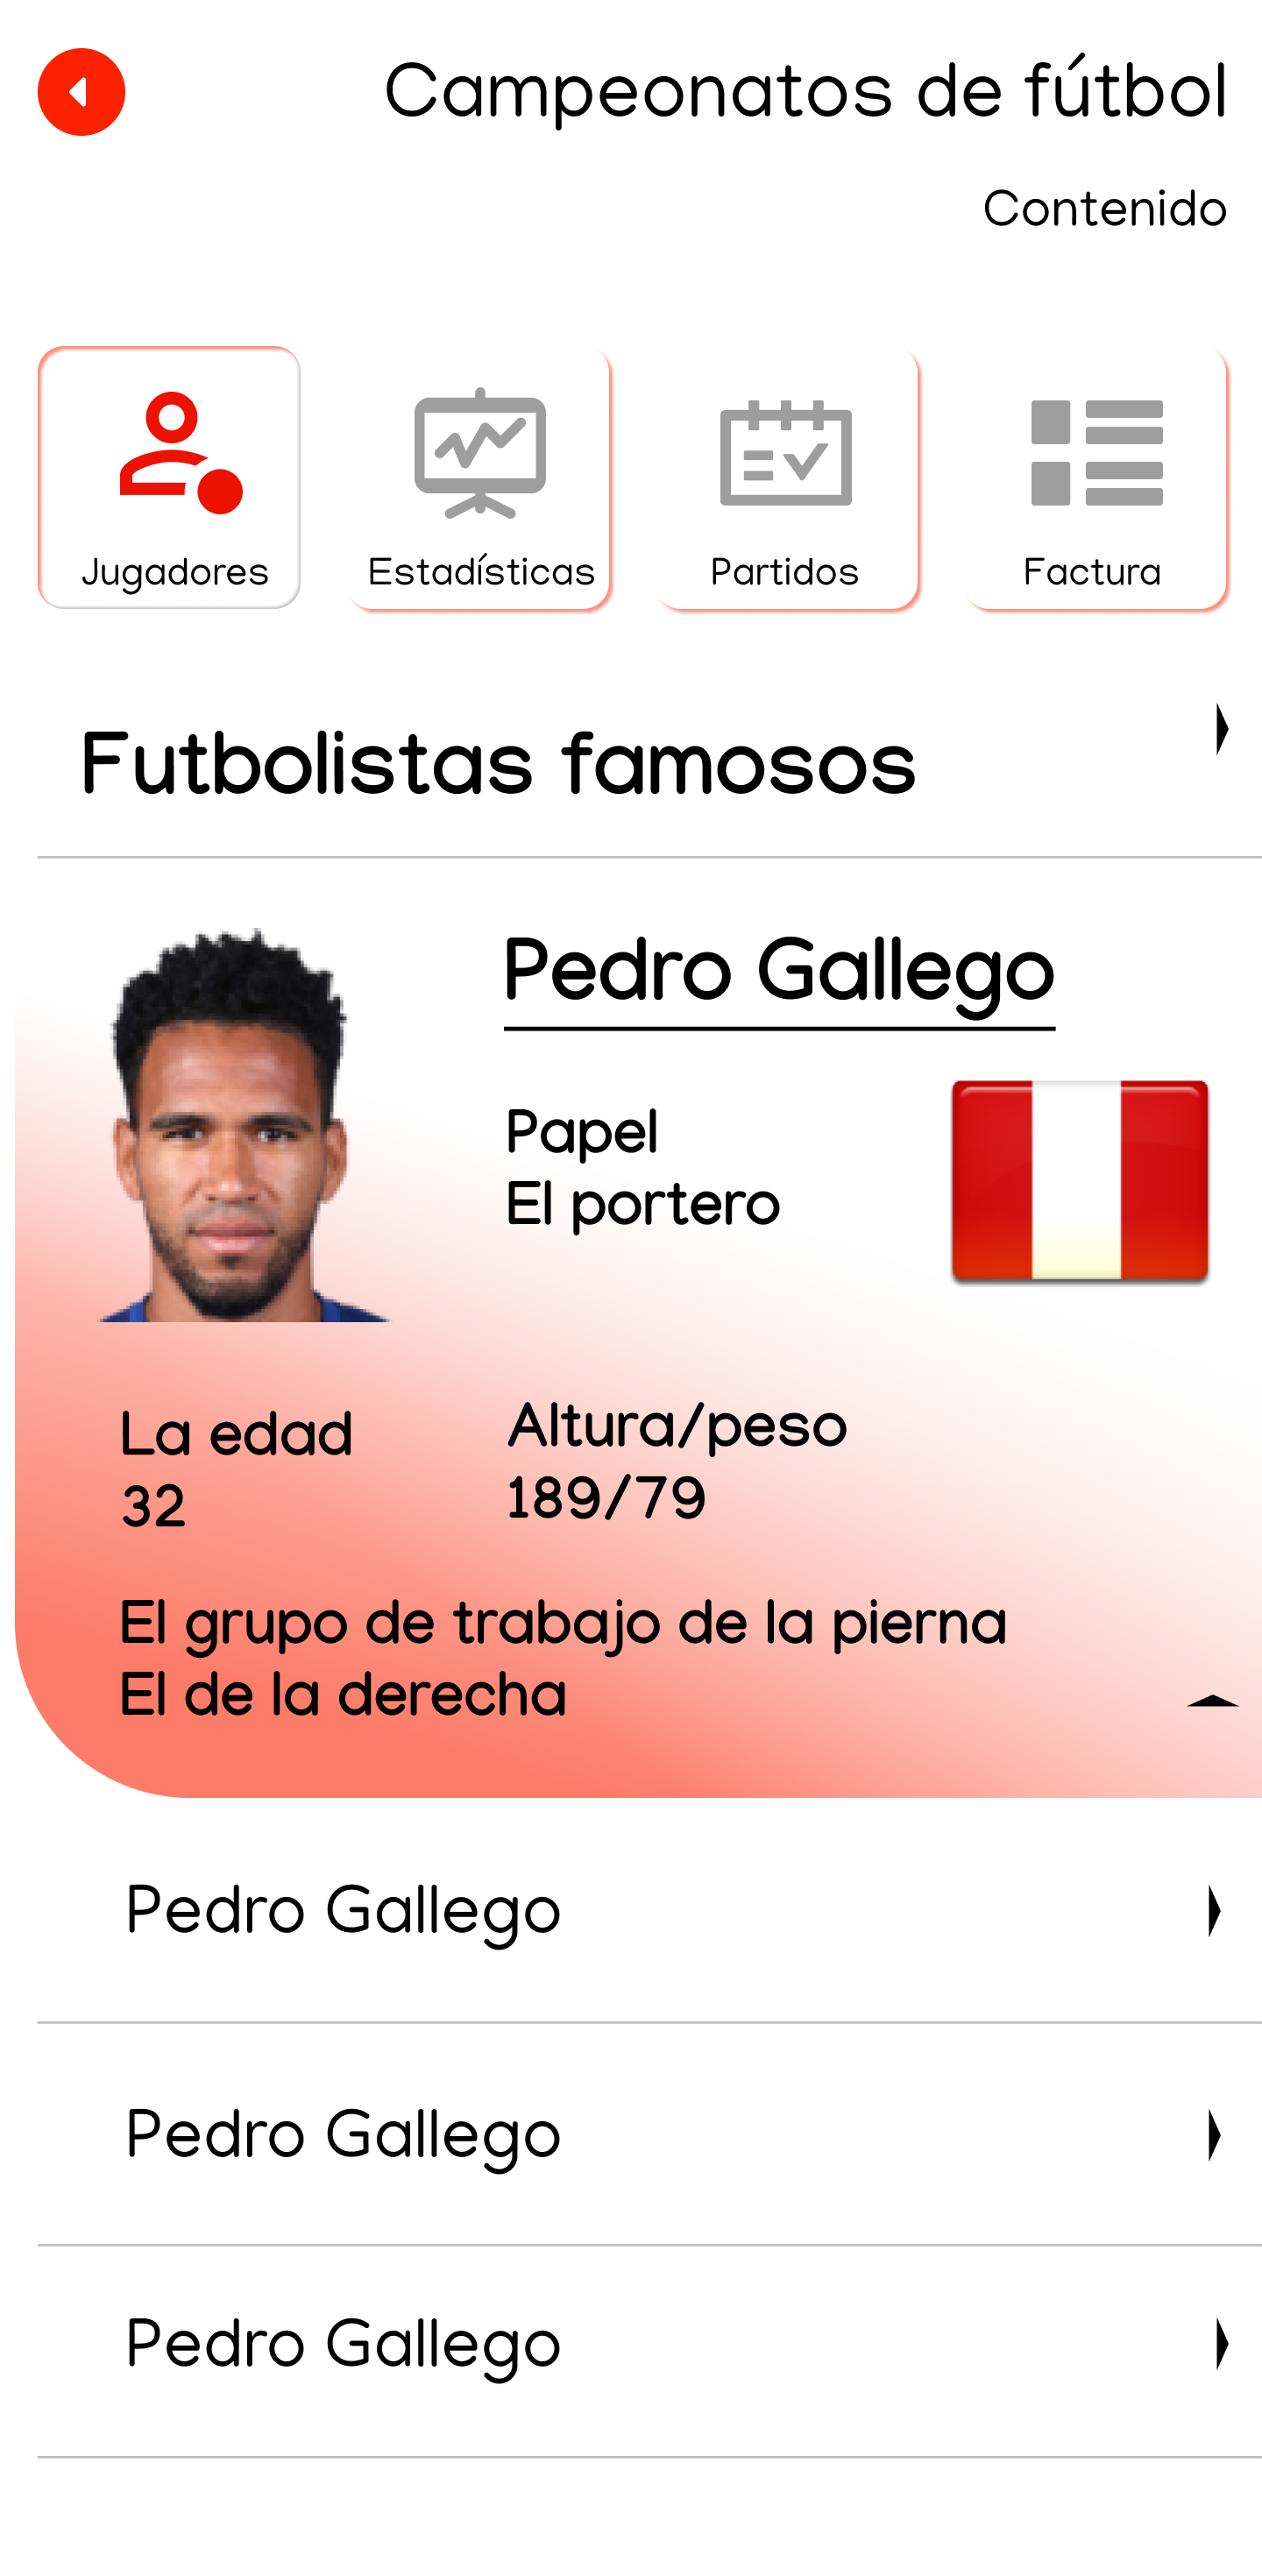 Campeonatos de fútbol
Contenido
Jugadores
Estadísticas
Partidos
Factura
Futbolistas famosos
Pedro Gallego
Papel
El portero
La edad
32
Altura/peso
189/79
El grupo de trabajo de la pierna
El de la derecha
Pedro Gallego
Pedro Gallego
Pedro Gallego